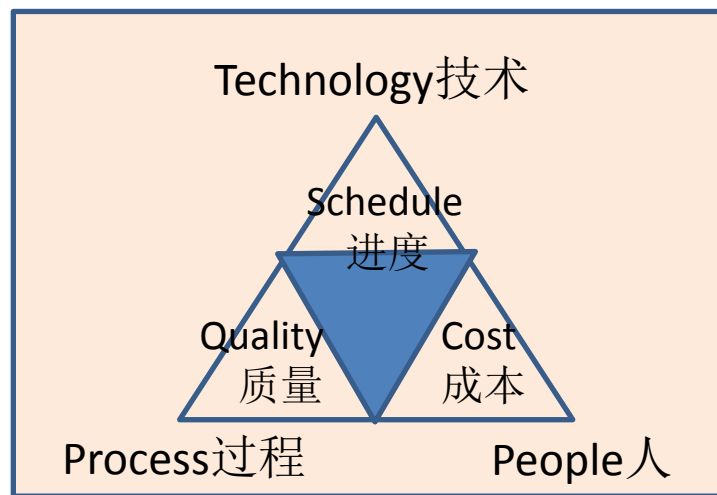 Technology技术
Schedule
进度
Quality
质量
Cost
成本
Process过程
People人